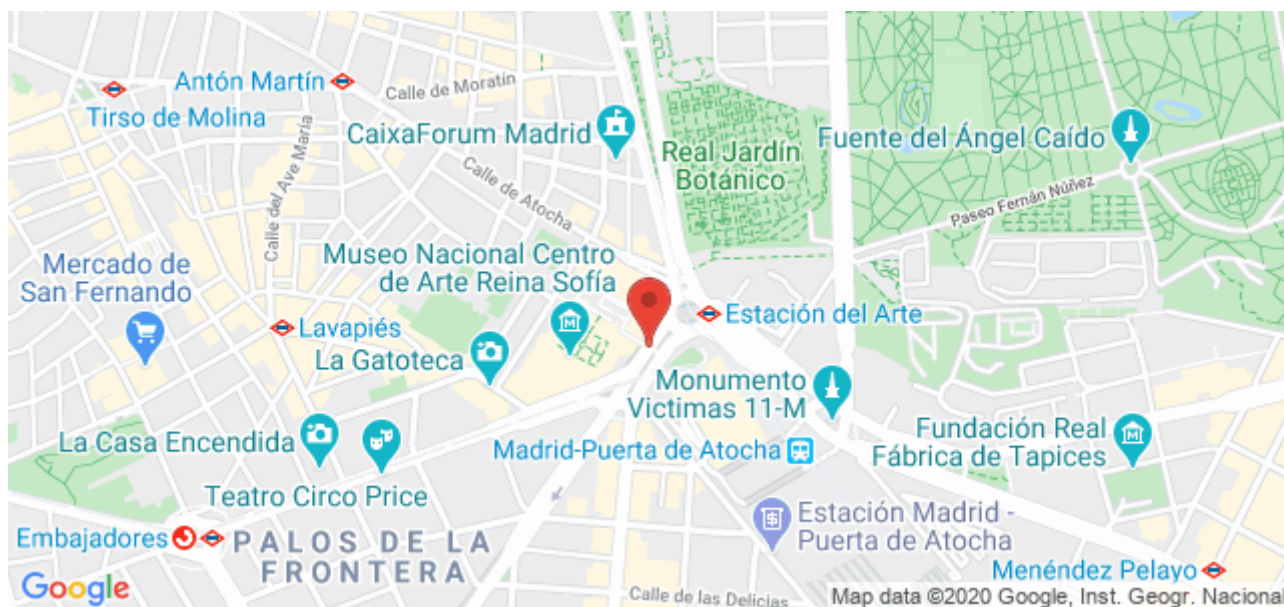 Antón Martín
Tirso de Molina
Calle de Moratín
CaixaForum Madrid
Real Jardín
Botánico
Fuente del Ángel Caído
Calle del Ave María
Calle de Atocha
Paseo Fernán Núñez
Mercado de
San Fernando
Museo Nacional Centro
de Arte Reina Sofía
Lavapiés
Estación del Arte
La Gatoteca
Monumento
Victimas 11-M
La Casa Encendida
Madrid-Puerta de Atocha
Fundación Real
Fábrica de Tapices
Teatro Circo Price
Estación Madrid -
Puerta de Atocha
Embajadores
PALOS DE LA
FRONTERA
Menéndez Pelayo
Google
Calle de las Delicias
Map data ©2020 Google, Inst. Geogr. Naciona